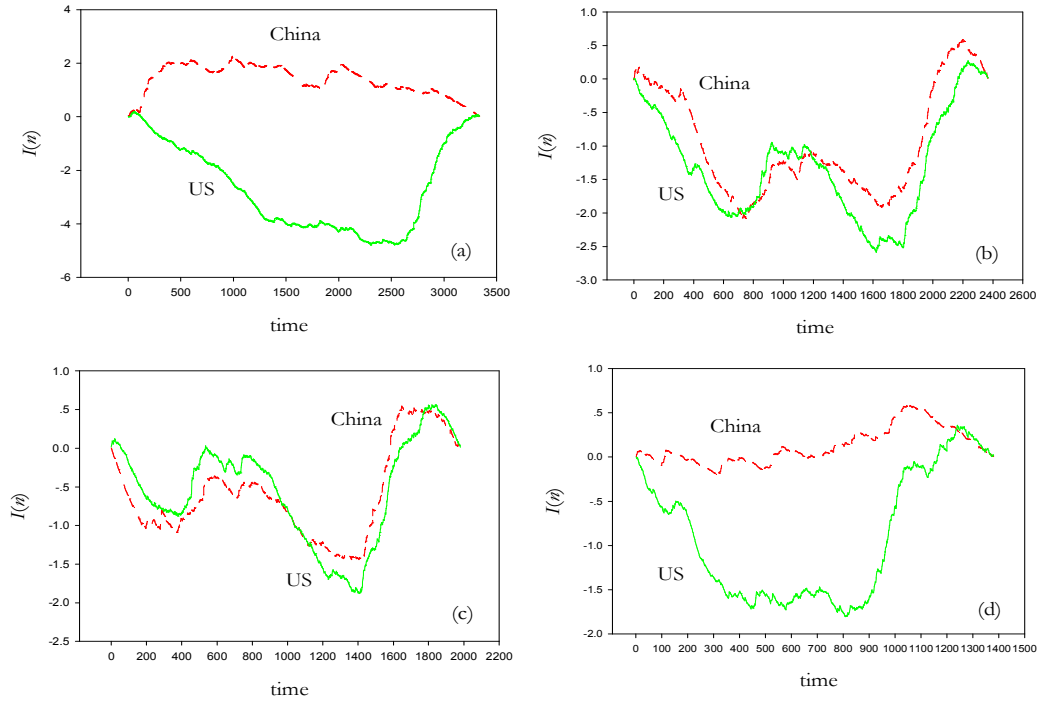 4
2
0
-2
-4
-6
I(n)
China
US
(a)
0 500 1000 1500 2000 2500 3000 3500
time
1.0
.5
0.0
-.5
-1.0
-1.5
-2.0
-2.5
-3.0
I(n)
China
US
(b)
0 200 400 600 800 1000 1200 1400 1600 1800 2000 2200 2400 2600
time
1.0
.5
0.0
-.5
-1.0
-1.5
-2.0
-2.5
I(n)
China
US
(c)
0 200 400 600 800 1000 1200 1400 1600 1800 2000 2200
time
1.0
.5
0.0
-.5
-1.0
-1.5
-2.0
I(n)
China
US
(d)
0 100 200 300 400 500 600 700 800 900 1000 1100 1200 1300 1400 1500
time